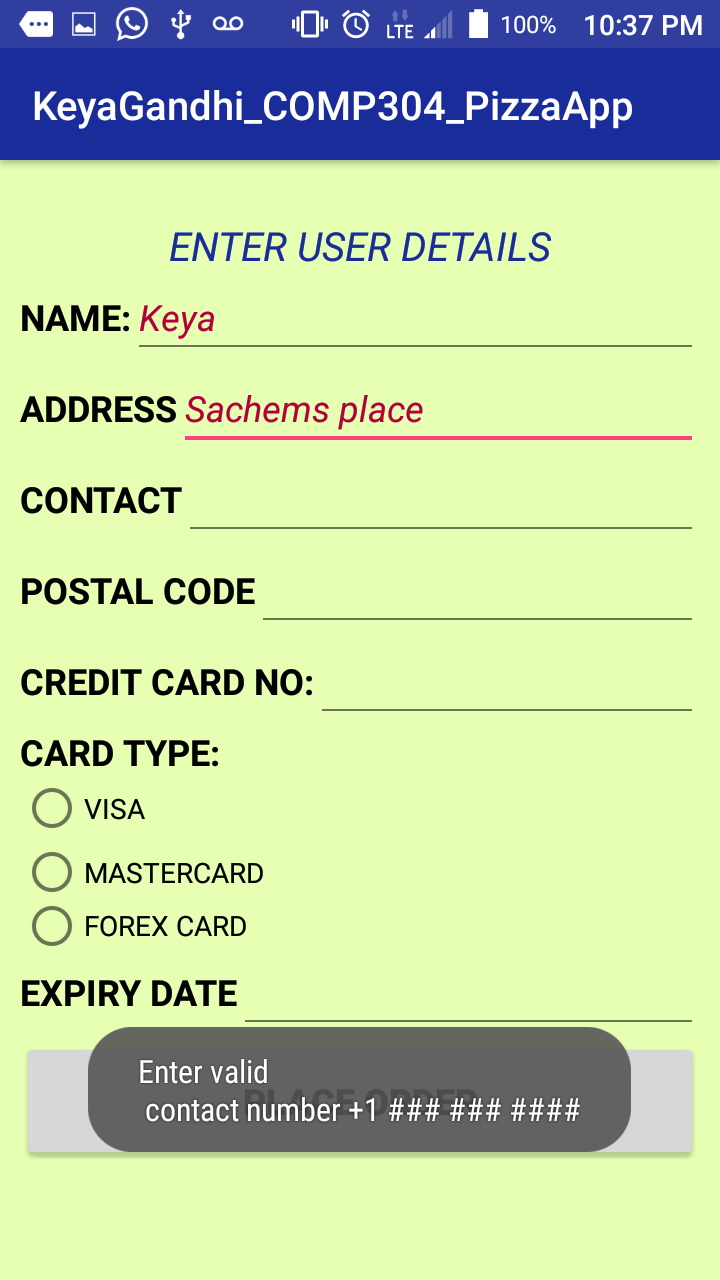 LTE 100% 10:37 PM
KeyaGandhi_COMP304_PizzaApp
ENTER USER DETAILS
NAME: Keya
ADDRESS Sachems place
CONTACT
POSTAL CODE
CREDIT CARD NO:
CARD TYPE:
VISA
MASTERCARD
FOREX CARD
EXPIRY DATE
Enter valid
PLACE ORDER
contact number +1 ### ### ####